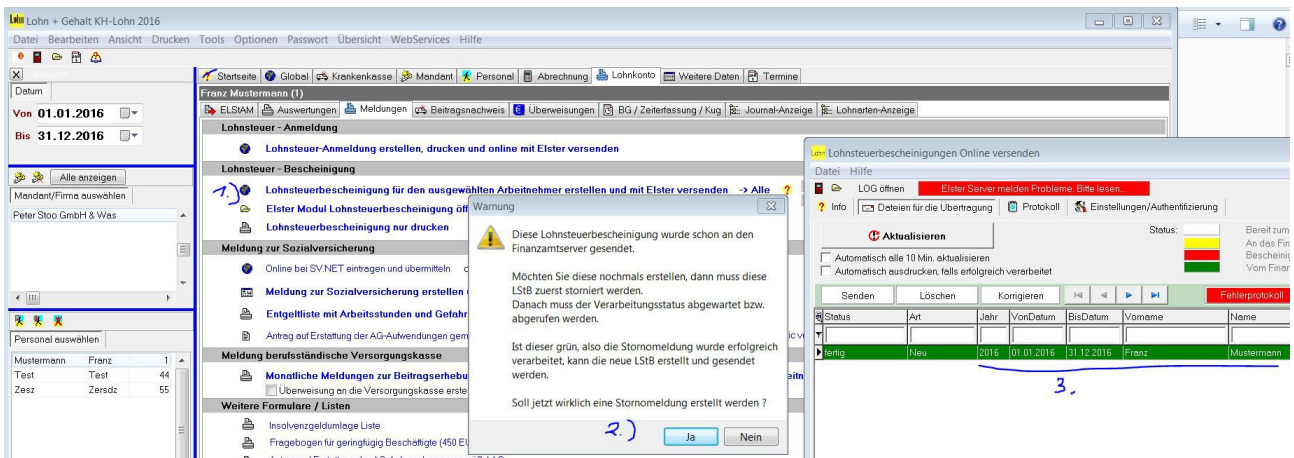 Lohn + Gehalt KH-Lohn 2016
Datei Bearbeiten Ansicht Drucken Tools Optionen Passwort Übersicht WebServices Hilfe
Startseite Global Krankenkasse Mandant Personal Abrechnung Lohnkonto Weitere Daten Termine
Datum
Franz Mustermann (1)
Von 01.01.2016
Bis 31.12.2016
ELStAM Auswertungen Meldungen Beitragsnachweis Überweisungen BG / Zeiterfassung / Kug Journal-Anzeige Lohnarten-Anzeige
Lohnsteuer - Anmeldung
Lohnsteuer-Anmeldung erstellen, drucken und online mit Elster versenden
Lohnsteuer - Bescheinigung
1.)
Lohnsteuerbescheinigung für den ausgewählten Arbeitnehmer erstellen und mit Elster versenden -> Alle ?
Elster Modul Lohnsteuerbescheinigung öff
Lohnsteuerbescheinigung nur drucken
Meldung zur Sozialversicherung
Online bei SV.NET eintragen und übermitteln
Meldung zur Sozialversicherung erstellen
Entgeltliste mit Arbeitsstunden und Gefahr
Antrag auf Erstattung der AG-Aufwendungen gem
Meldung berufsständische Versorgungskasse
Monatliche Meldungen zur Beitragserhebu
Überweisung an die Versorgungskasse erste
Weitere Formulare / Listen
Insolvenzgeldumlage Liste
Fragebogen für geringfügig Beschäftigte (450 EU
Alle anzeigen
Mandant/Firma auswählen
Peter Stoo GmbH & Was
Personal auswählen
Mustermann Franz 1
Test Test 44
Zesz Zersdz 55
Warnung
Diese Lohnsteuerbescheinigung wurde schon an den
Finanzamtserver gesendet.
Möchten Sie diese nochmals erstellen, dann muss diese
LStB zuerst storniert werden.
Danach muss der Verarbeitungsstatus abgewartet bzw.
abgerufen werden.
Ist dieser grün, also die Stornomeldung wurde erfolgreich
verarbeitet, kann die neue LStB erstellt und gesendet
werden.
Soll jetzt wirklich eine Stornomeldung erstellt werden ?
2.)
Ja Nein
Lohnsteuerbescheinigungen Online versenden
Datei Hilfe
LOG öffnen Elster Server melden Probleme. Bitte lesen...
? Info Dateien für die Übertragung Protokoll Einstellungen/Authentifizierung
Aktualisieren
Status: Bereit zum
An das Fin
Bescheinig
Vom Finan
Automatisch alle 10 Min. aktualisieren
Automatisch ausdrucken, falls erfolgreich verarbeitet
Senden Löschen Korrigieren Fehlerprotokoll
Status Art Jahr VonDatum BisDatum Vorname Name
fertig Neu 2016 01.01.2016 31.12.2016 Franz Mustermann
3.